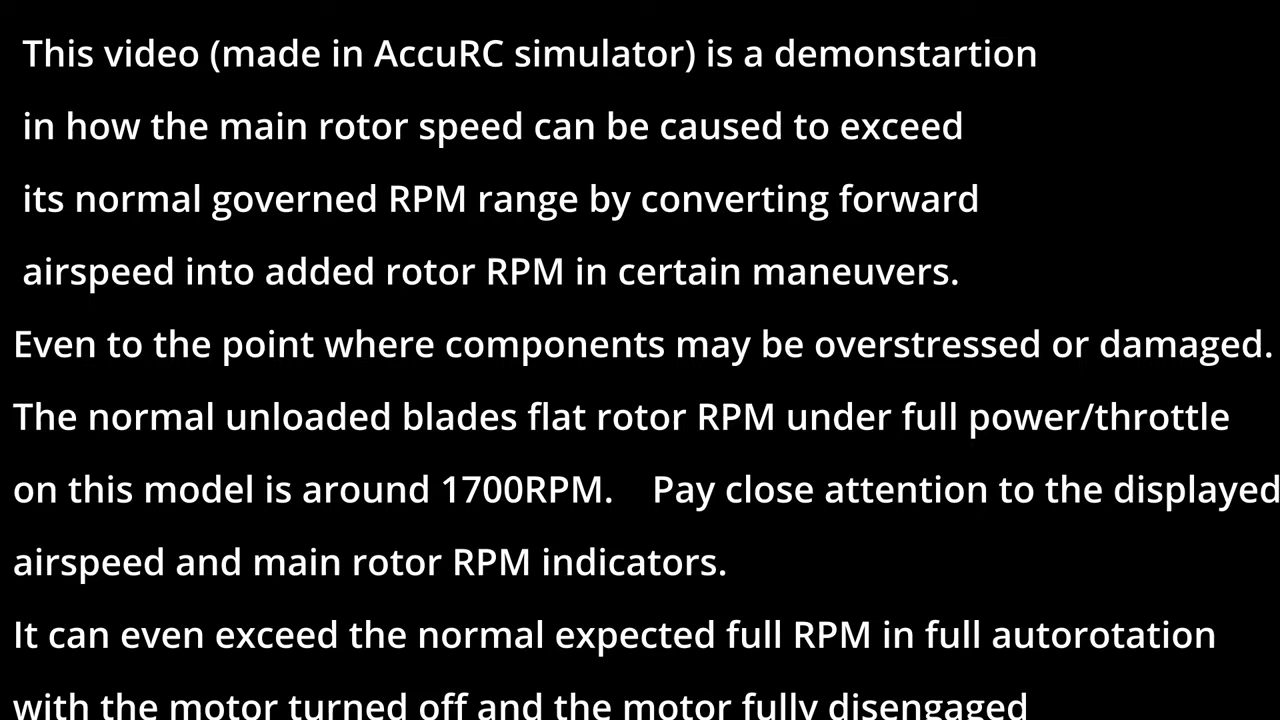 This video (made in AccuRC simulator) is a demonstartion
in how the main rotor speed can be caused to exceed
its normal governed RPM range by converting forward
airspeed into added rotor RPM in certain maneuvers.
Even to the point where components may be overstressed or damaged.
The normal unloaded blades flat rotor RPM under full power/throttle
on this model is around 1700RPM.    Pay close attention to the displayed
airspeed and main rotor RPM indicators.
It can even exceed the normal expected full RPM in full autorotation
with the motor turned off and the motor fully disengaged